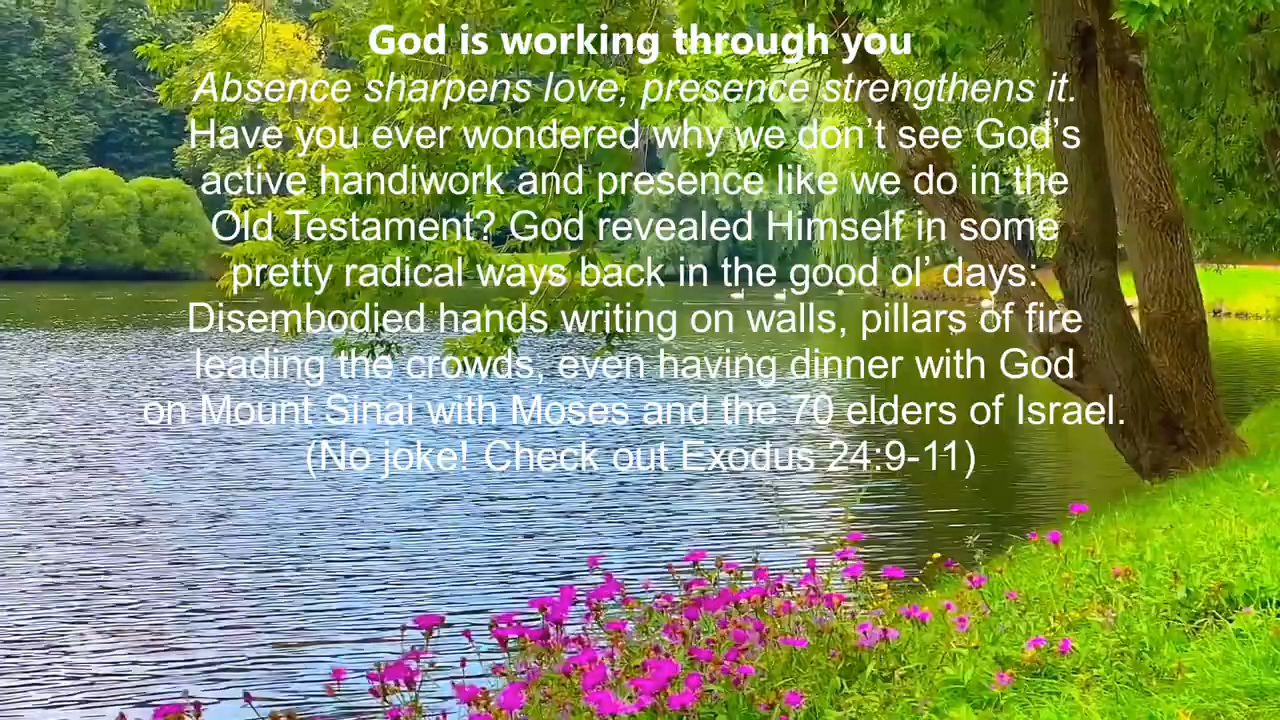 God is working through you
Absence sharpens love, presence strengthens it.
Have you ever wondered why we don’t see God’s
active handiwork and presence like we do in the
Old Testament? God revealed Himself in some
pretty radical ways back in the good ol’ days:
Disembodied hands writing on walls, pillars of fire
leading the crowds, even having dinner with God
on Mount Sinai with Moses and the 70 elders of Israel.
(No joke! Check out Exodus 24:9-11)